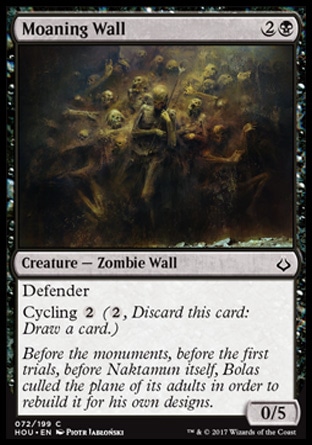 Moaning Wall 2
Creature — Zombie Wall
Defender
Cycling 2 (2, Discard this card:
Draw a card.)
Before the monuments, before the first
trials, before Naktamun itself, Bolas
culled the plane of its adults in order to
rebuild it for his own designs.
0/5
072/199 C
HOU • EN Piotr Jabłoński
™ & © 2017 Wizards of the Coast